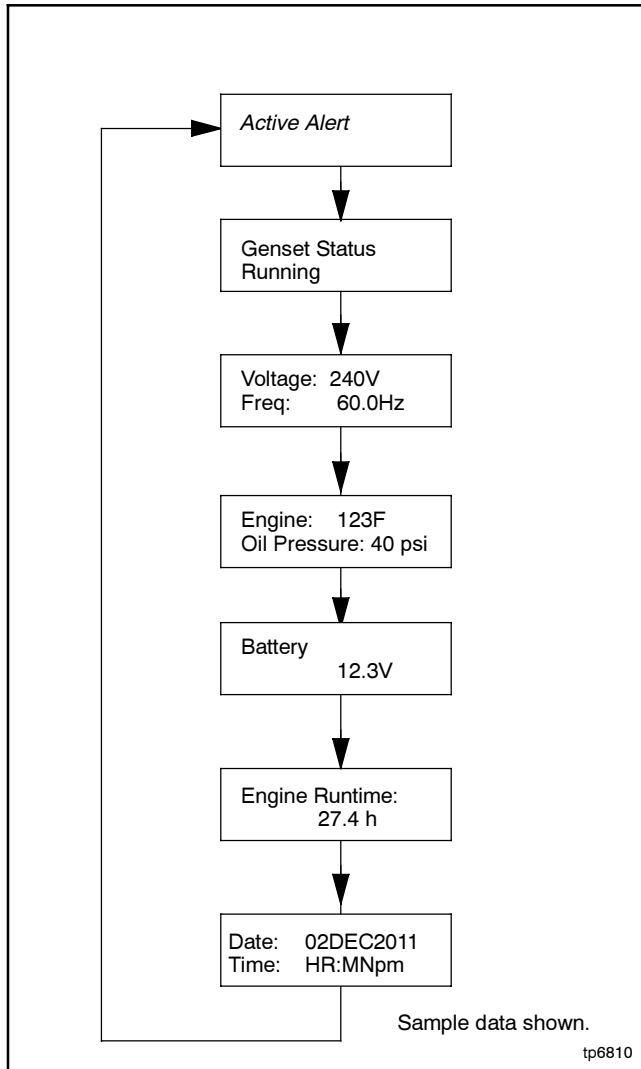 Active Alert
Genset Status
Running
Voltage: 240V
Freq: 60.0Hz
Engine: 123F
Oil Pressure: 40 psi
Battery
12.3V
Engine Runtime:
27.4 h
Date: 02DEC2011
Time: HR:MNpm
Sample data shown.
tp6810